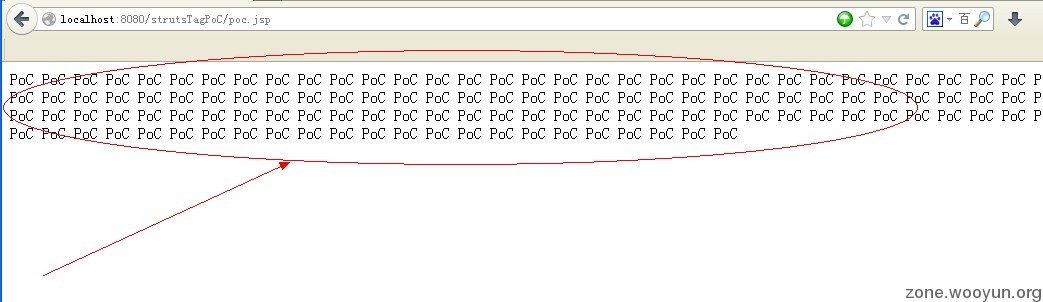 localhost:8080/strutsTagPoC/poc.jsp 百
PoC PoC PoC PoC PoC PoC PoC PoC PoC PoC PoC PoC PoC PoC PoC PoC PoC PoC PoC PoC PoC PoC PoC PoC PoC PoC PoC PoC PoC PoC PoC PoC P
PoC PoC PoC PoC PoC PoC PoC PoC PoC PoC PoC PoC PoC PoC PoC PoC PoC PoC PoC PoC PoC PoC PoC PoC PoC PoC PoC PoC PoC PoC PoC PoC P
PoC PoC PoC PoC PoC PoC PoC PoC PoC PoC PoC PoC PoC PoC PoC PoC PoC PoC PoC PoC PoC PoC PoC PoC PoC PoC PoC PoC PoC PoC PoC PoC P
PoC PoC PoC PoC PoC PoC PoC PoC PoC PoC PoC PoC PoC PoC PoC PoC PoC PoC PoC PoC PoC PoC PoC
zone.wooyun.org